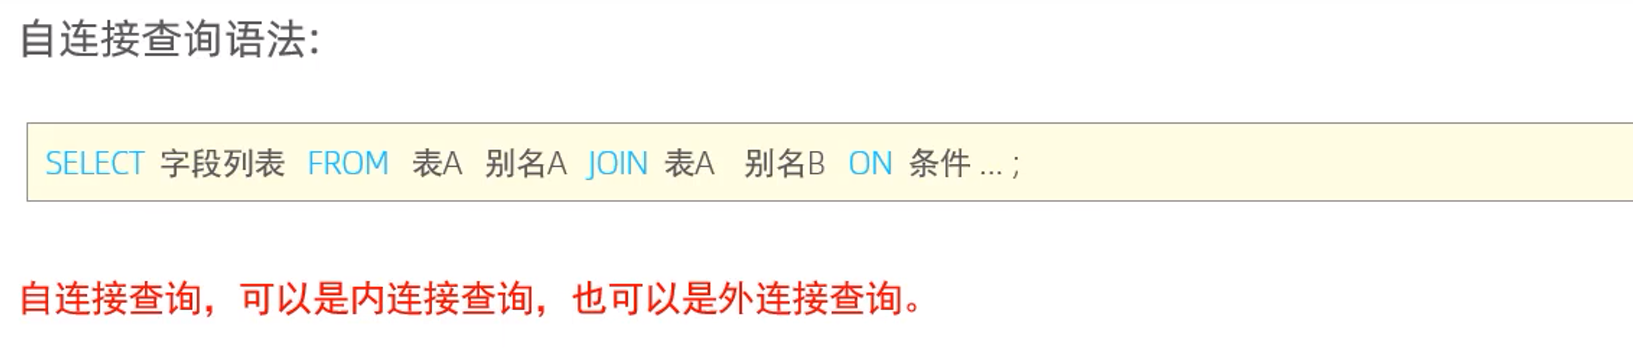 自连接查询语法:
SELECT 字段列表 FROM 表A 别名A JOIN 表A 别名B ON 条件 ... ;
自连接查询，可以是内连接查询，也可以是外连接查询。